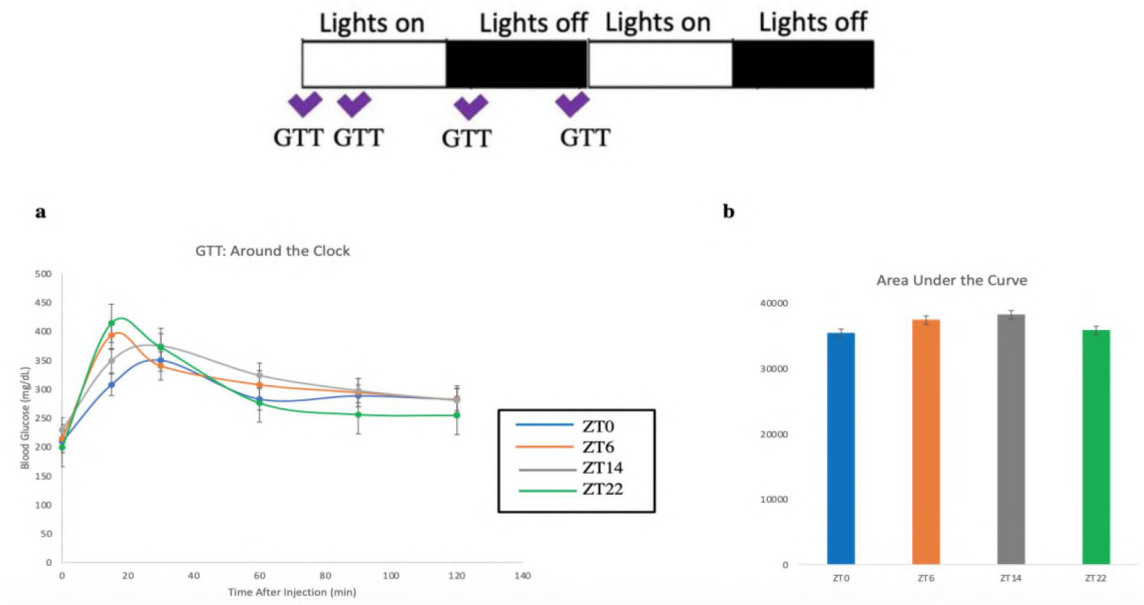 Lights on Lights off Lights on Lights off
GTT GTT GTT GTT
a
GTT: Around the Clock
500
450
400
350
300
250
200
150
100
50
0
Blood Glucose (mg/dL)
0 20 40 60 80 100 120 140
Time After Injection (min)
ZT0
ZT6
ZT14
ZT22
b
Area Under the Curve
40000
30000
20000
10000
0
ZT0 ZT6 ZT14 ZT22